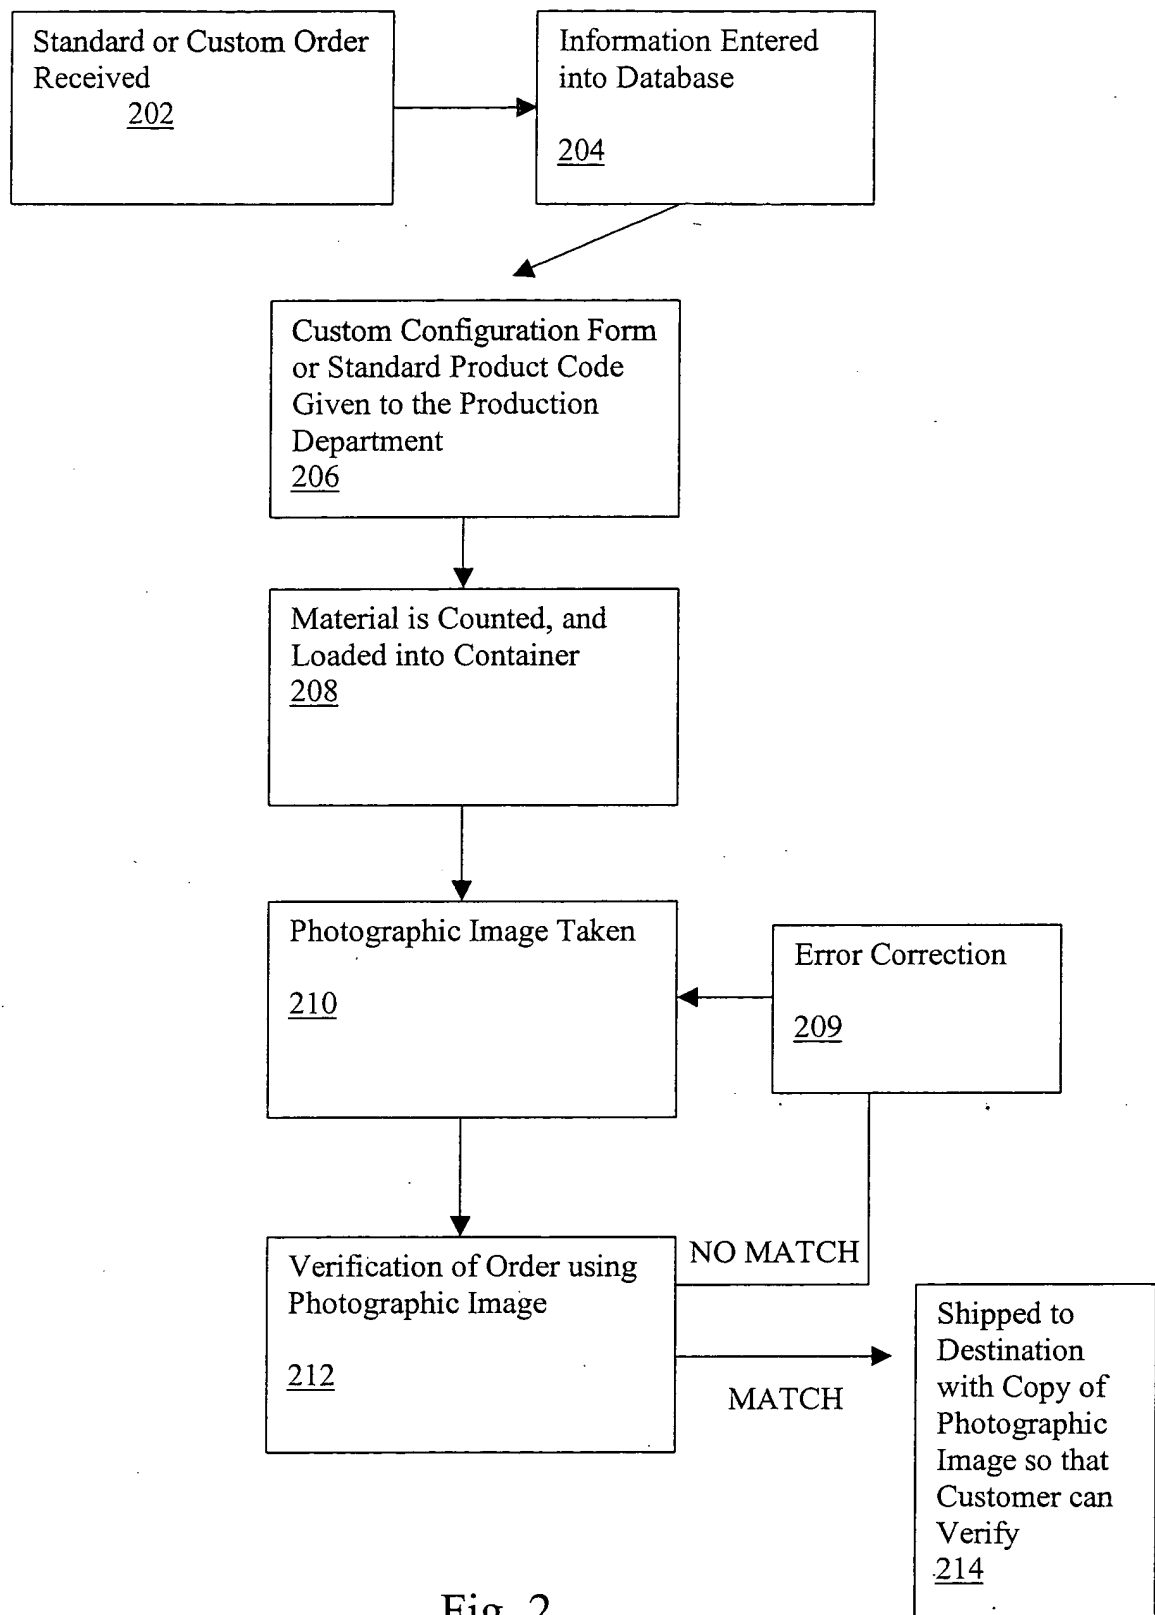 Standard or Custom Order
Received
202
Information Entered
into Database
204
Custom Configuration Form
or Standard Product Code
Given to the Production
Department
206
Material is Counted, and
Loaded into Container
208
Photographic Image Taken
210
Error Correction
209
Verification of Order using
Photographic Image
212
NO MATCH
MATCH
Shipped to
Destination
with Copy of
Photographic
Image so that
Customer can
Verify
214
Fig. 2